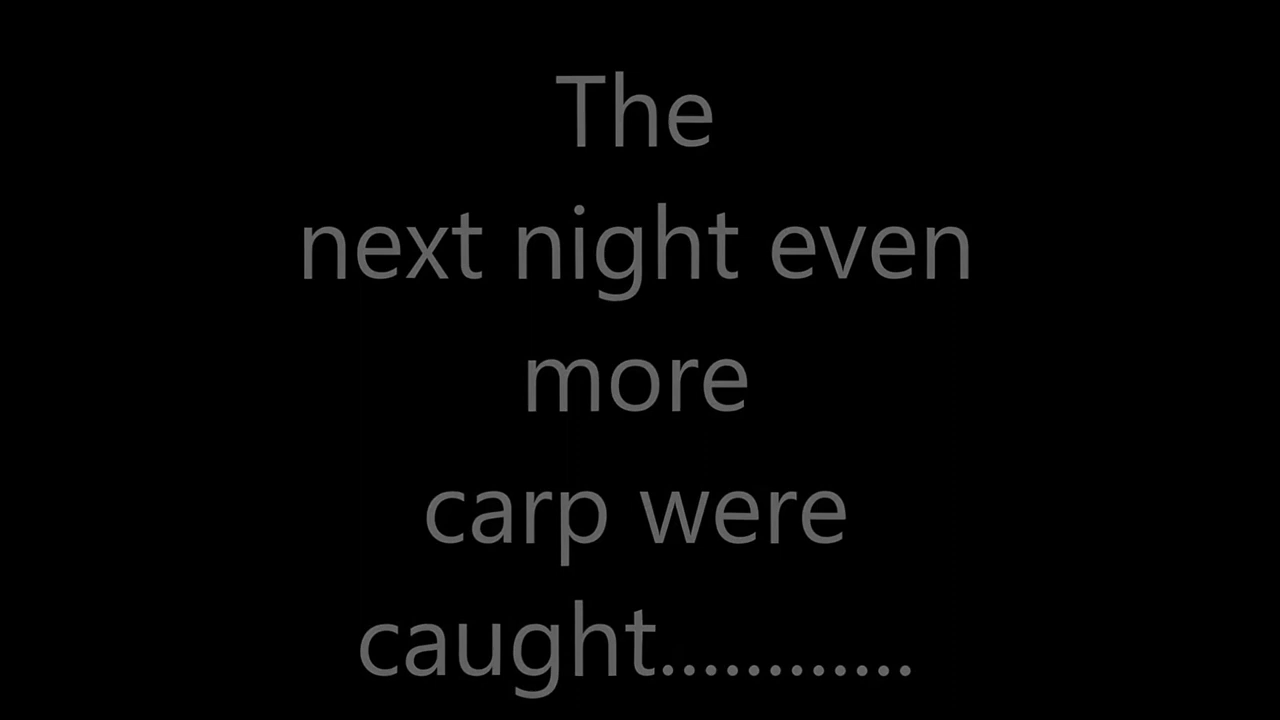 The
next night even
more
carp were
caught............